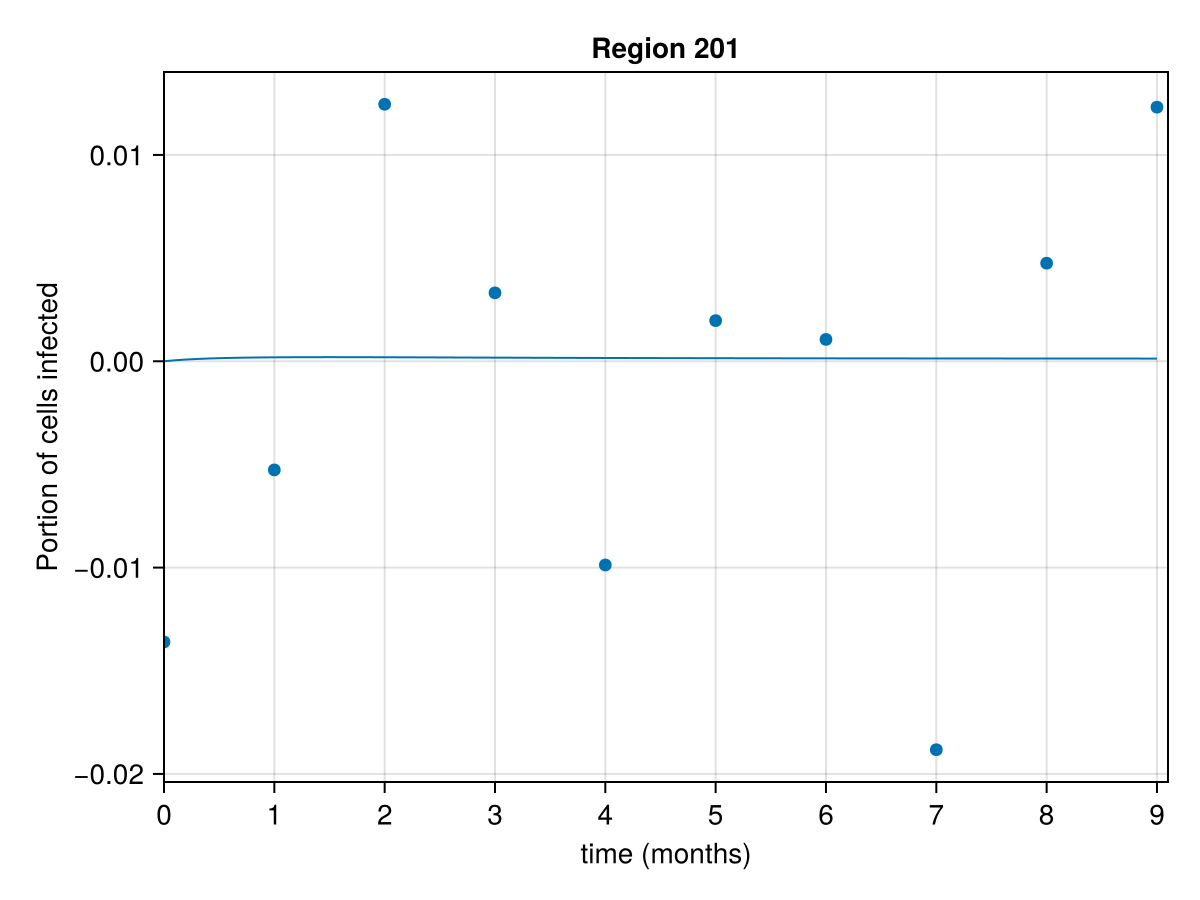 Region 201
Portion of cells infected
0.01
0.00
−0.01
−0.02
0 1 2 3 4 5 6 7 8 9
time (months)